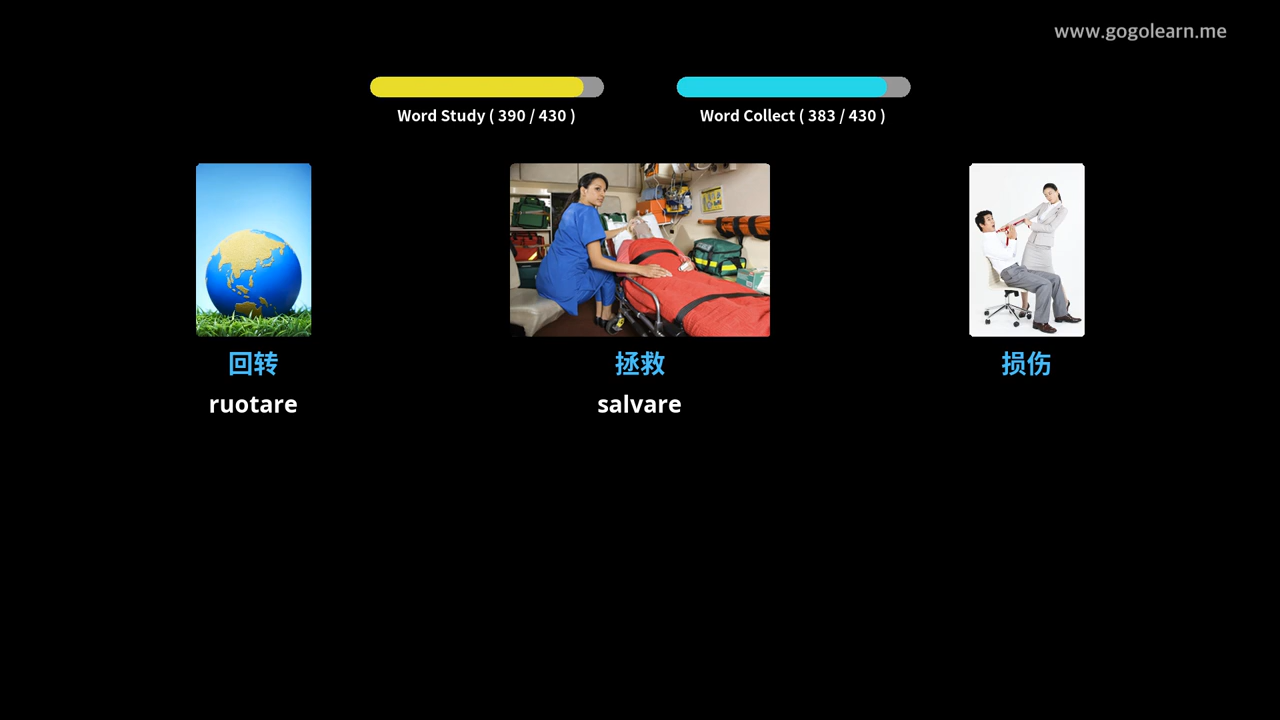 www.gogolearn.me
Word Study ( 390 / 430 )
Word Collect ( 383 / 430 )
回转
拯救
损伤
ruotare
salvare